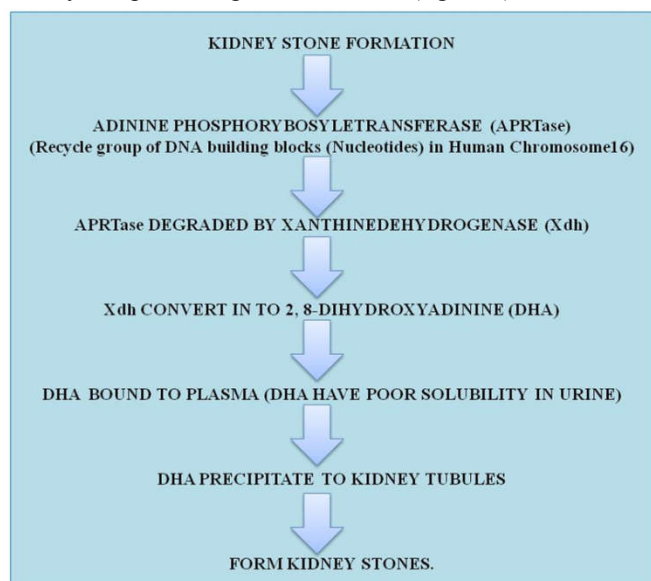 KIDNEY STONE FORMATION
ADININE PHOSPHORYBOSYLETRANSFERASE (APRTase)
(Recycle group of DNA building blocks (Nucleotides) in Human Chromosome16)
APRTase DEGRADED BY XANTHINEDEHYDROGENASE (Xdh)
Xdh CONVERT IN TO 2, 8-DIHYDROXYADININE (DHA)
DHA BOUND TO PLASMA (DHA HAVE POOR SOLUBILITY IN URINE)
DHA PRECIPITATE TO KIDNEY TUBULES
FORM KIDNEY STONES.